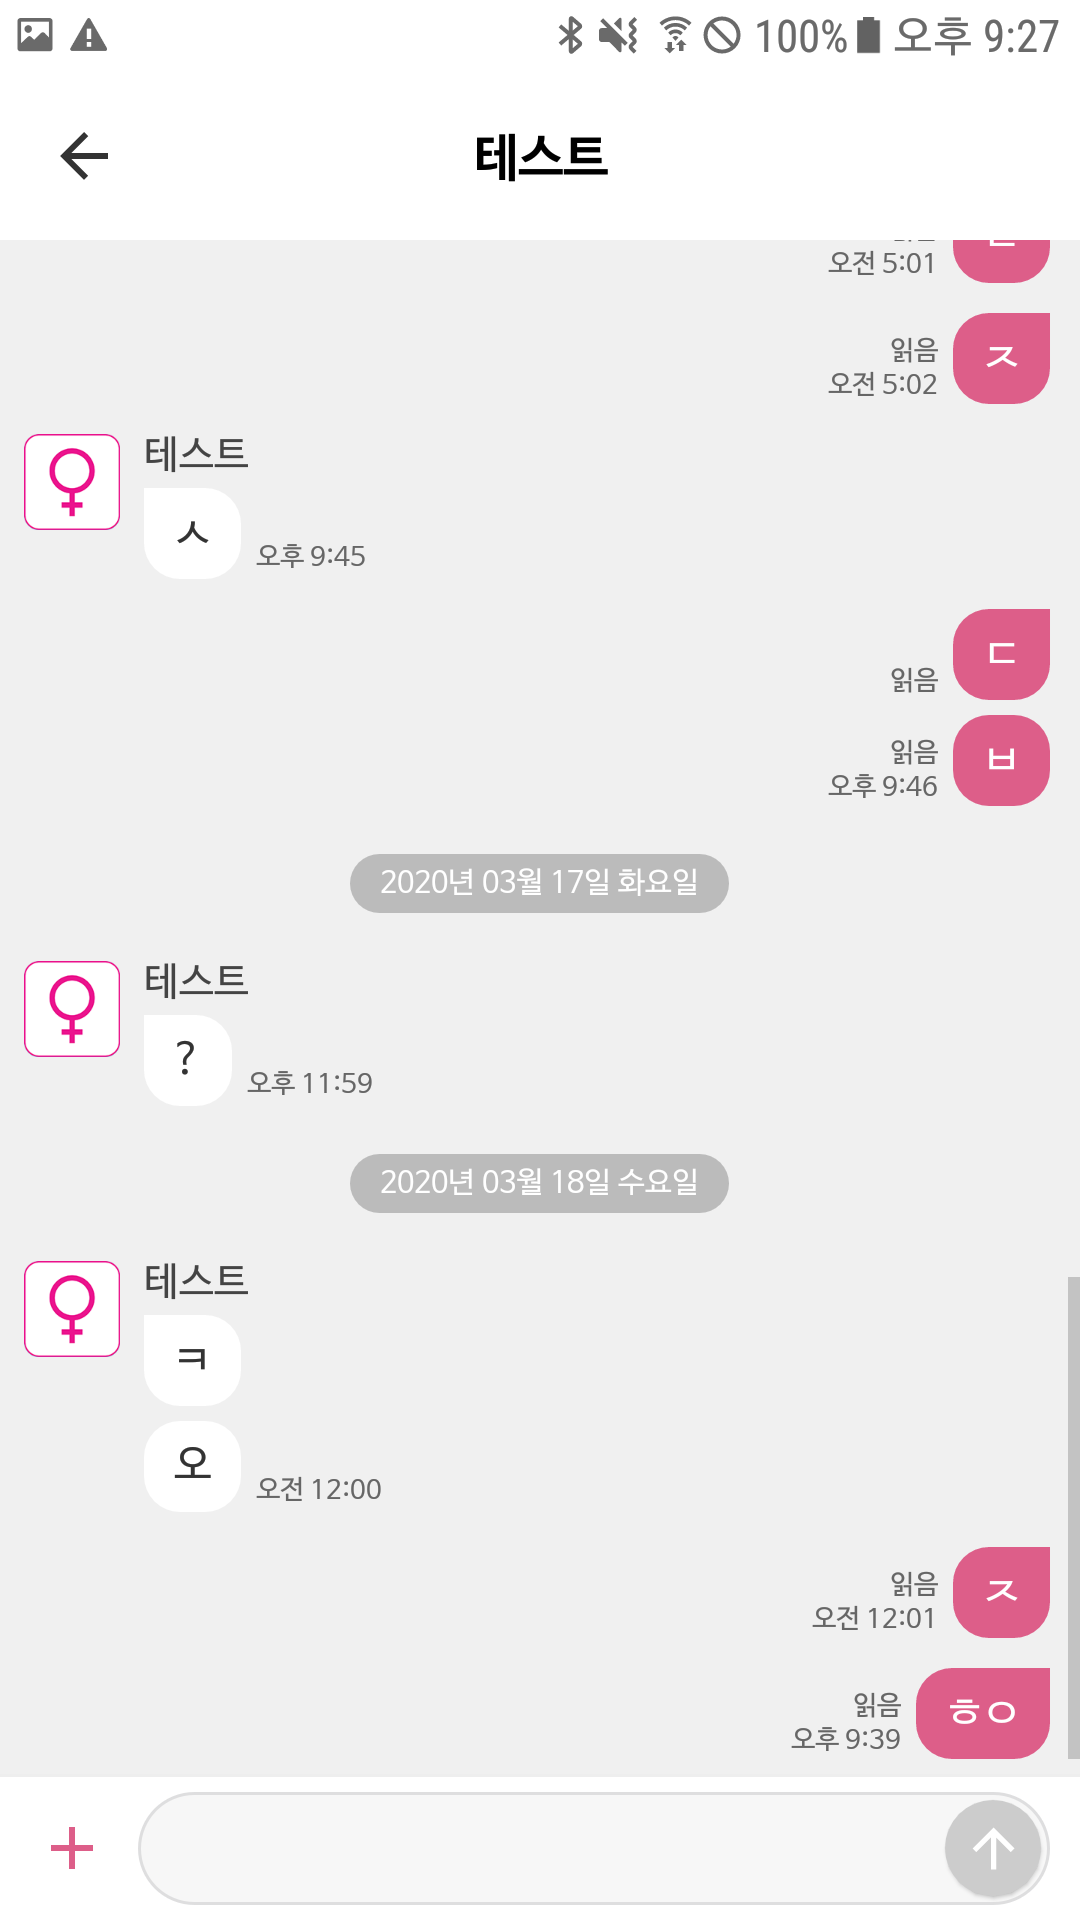 100% 오후 9:27
테스트
오전 5:01
ㅈ
읽음
오전 5:02
테스트
ㅅ
오후 9:45
ㄷ
읽음
ㅂ
읽음
오후 9:46
2020년 03월 17일 화요일
테스트
?
오후 11:59
2020년 03월 18일 수요일
테스트
ㅋ
오
오전 12:00
ㅈ
읽음
오전 12:01
ㅎㅇ
읽음
오후 9:39